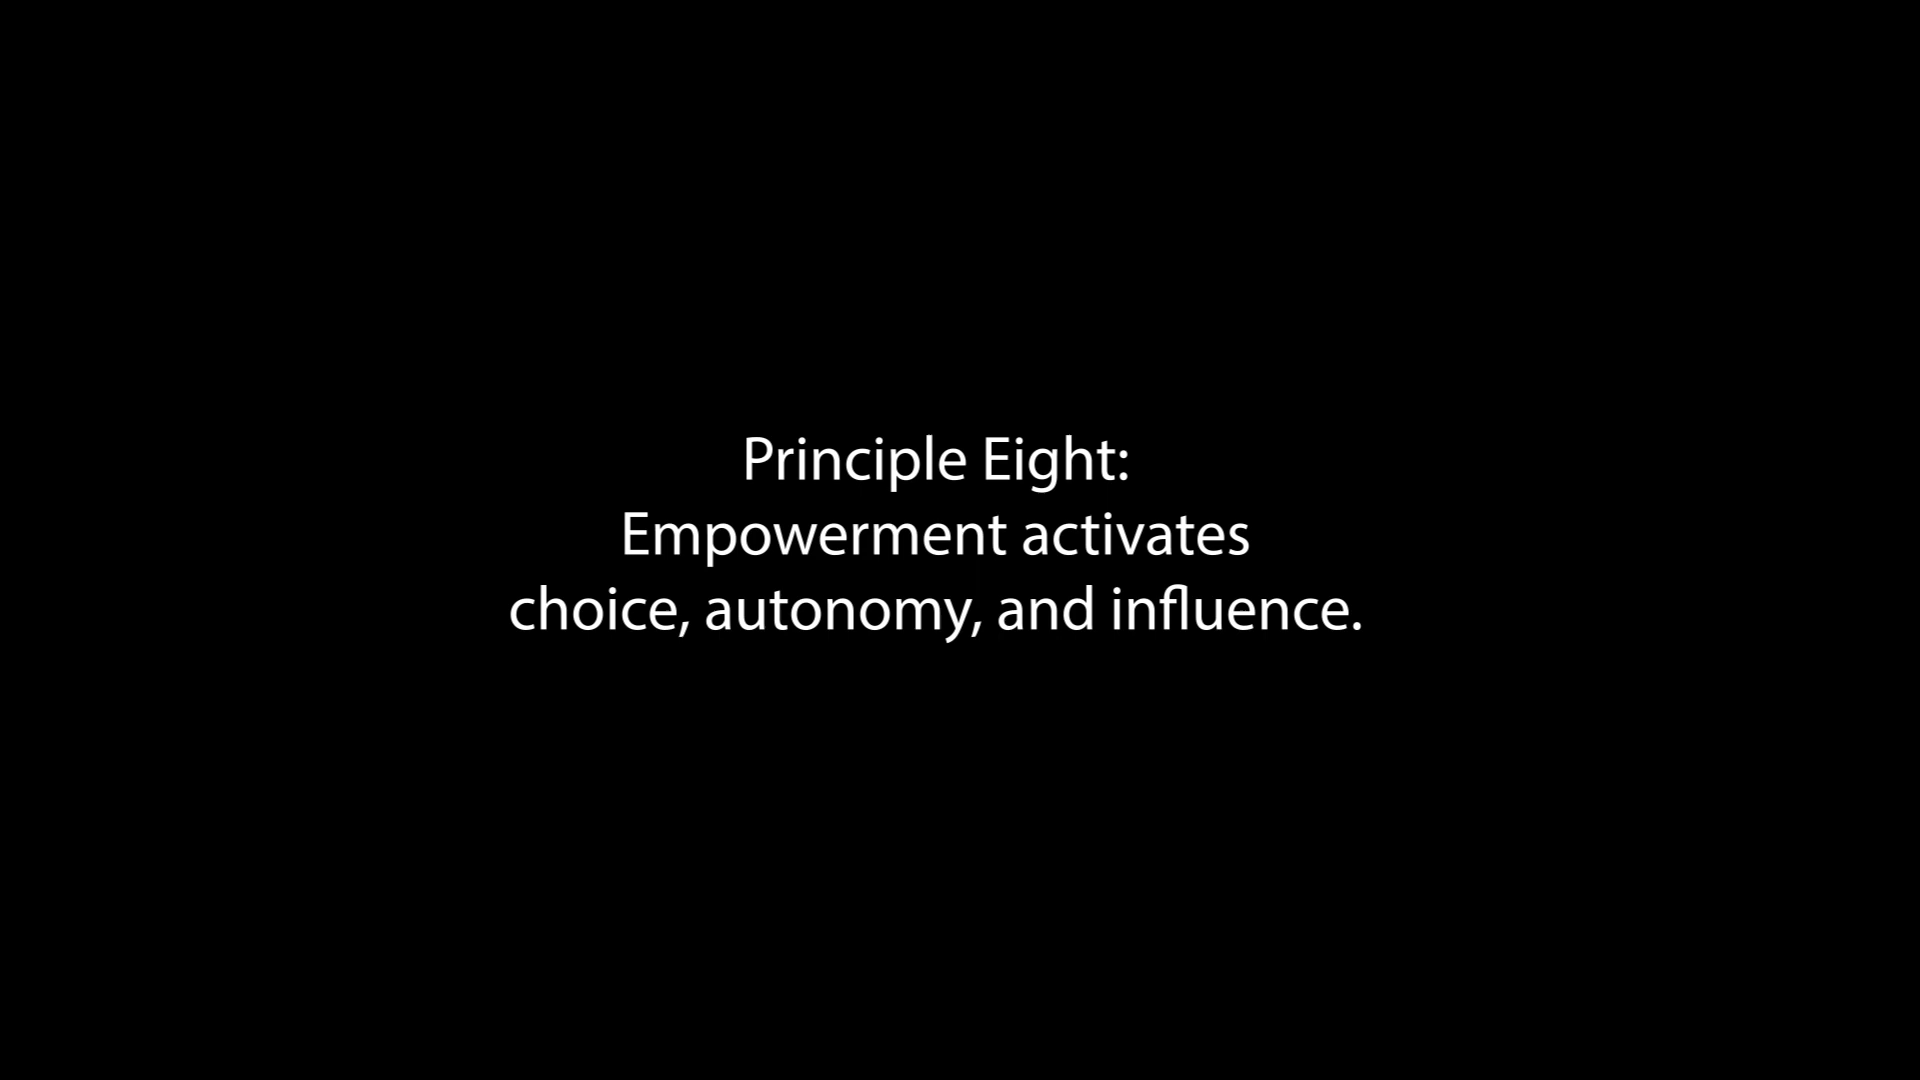 Principle Eight:
Empowerment activates
choice, autonomy, and influence.